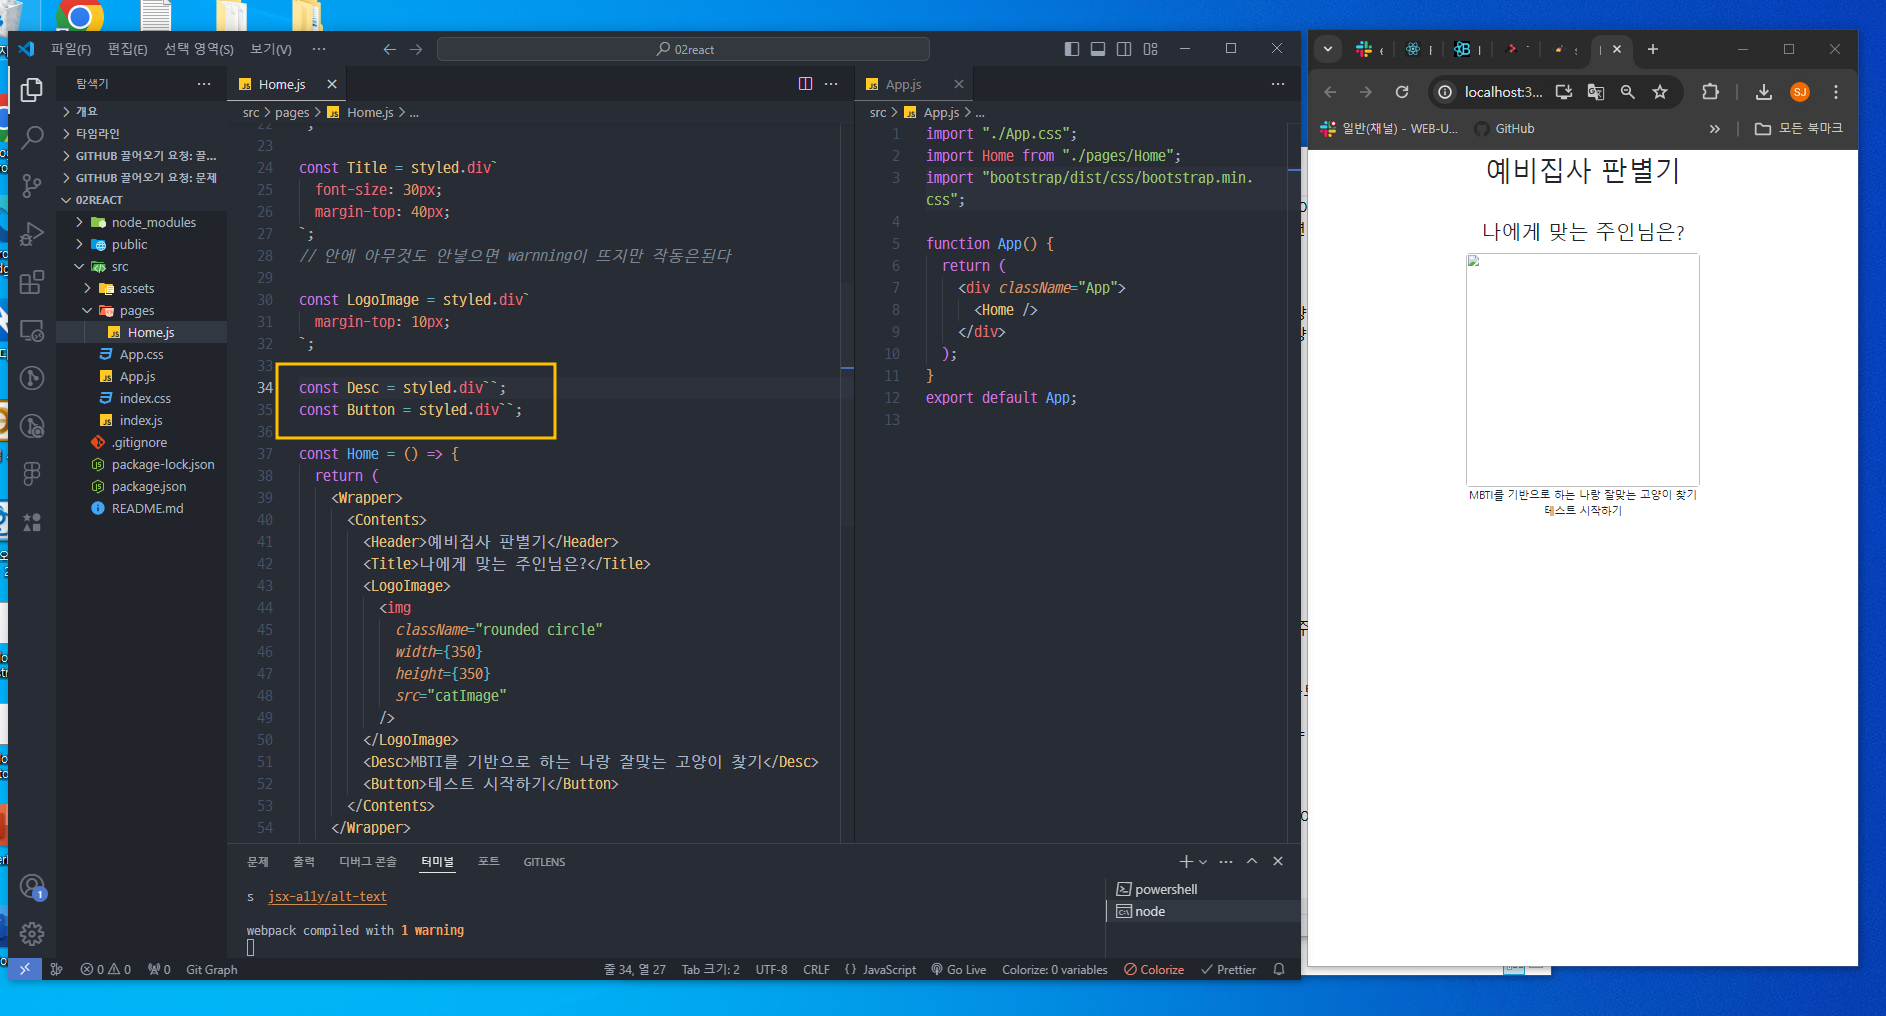 파일(F) 편집(E) 선택 영역(S) 보기(V) ··· 02react
탐색기 ···
개요
타임라인
GITHUB 끌어오기 요청: 끌...
GITHUB 끌어오기 요청: 문제
02REACT
node_modules
public
src
assets
pages
Home.js
App.css
App.js
index.css
index.js
.gitignore
package-lock.json
package.json
README.md
Home.js
src > pages > Home.js > ...
22 `;
23
24 const Title = styled.div`
25 font-size: 30px;
26 margin-top: 40px;
27 `;
28 // 안에 아무것도 안넣으면 warnning이 뜨지만 작동은된다
29
30 const LogoImage = styled.div`
31 margin-top: 10px;
32 `;
33
34 const Desc = styled.div``;
35 const Button = styled.div``;
36
37 const Home = () => {
38 return (
39 <Wrapper>
40 <Contents>
41 <Header>예비집사 판별기</Header>
42 <Title>나에게 맞는 주인님은?</Title>
43 <LogoImage>
44 <img
45 className="rounded circle"
46 width={350}
47 height={350}
48 src="catImage"
49 />
50 </LogoImage>
51 <Desc>MBTI를 기반으로 하는 나랑 잘맞는 고양이 찾기</Desc>
52 <Button>테스트 시작하기</Button>
53 </Contents>
54 </Wrapper>
App.js
src > App.js > ...
1 import "./App.css";
2 import Home from "./pages/Home";
3 import "bootstrap/dist/css/bootstrap.min.
css";
4
5 function App() {
6 return (
7 <div className="App">
8 <Home />
9 </div>
10 );
11 }
12 export default App;
13
문제 출력 디버그 콘솔 터미널 포트 GITLENS
s jsx-a11y/alt-text
webpack compiled with 1 warning
powershell
node
1
0 0 0 Git Graph 줄 34, 열 27 Tab 크기: 2 UTF-8 CRLF {} JavaScript Go Live Colorize: 0 variables Colorize Prettier
localhost:3... SJ
일반(채널) - WEB-U... GitHub » 모든 북마크
예비집사 판별기
나에게 맞는 주인님은?
MBTI를 기반으로 하는 나랑 잘맞는 고양이 찾기
테스트 시작하기